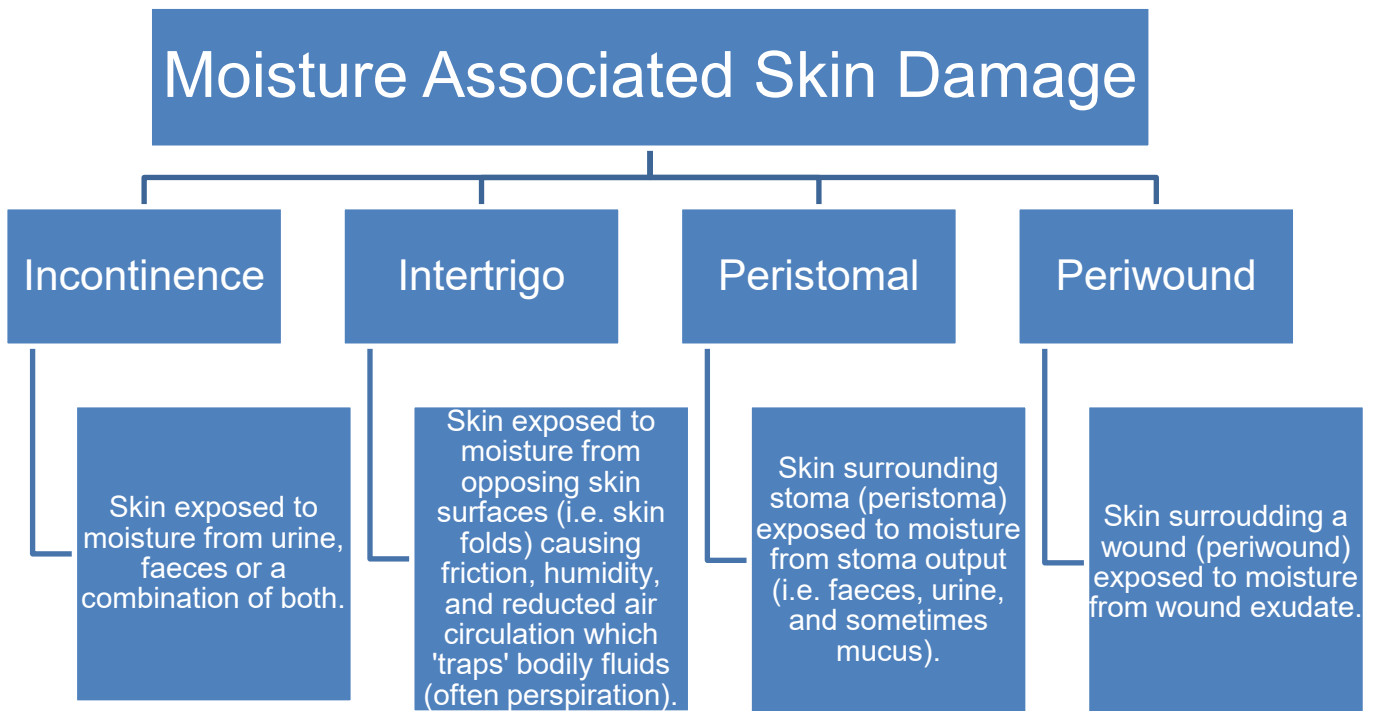 Moisture Associated Skin Damage
Incontinence
Intertrigo
Peristomal
Periwound
Skin exposed to
moisture from urine,
faeces or a
combination of both.
Skin exposed to
moisture from
opposing skin
surfaces (i.e. skin
folds) causing
friction, humidity,
and reducted air
circulation which
'traps' bodily fluids
(often perspiration).
Skin surrounding
stoma (peristoma)
exposed to moisture
from stoma output
(i.e. faeces, urine,
and sometimes
mucus).
Skin surroudding a
wound (periwound)
exposed to moisture
from wound exudate.